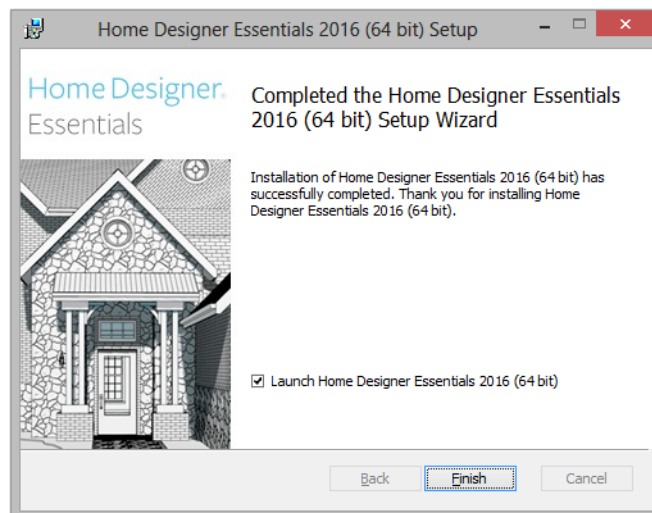 Home Designer Essentials 2016 (64 bit) Setup
Home Designer®
Essentials
Completed the Home Designer Essentials
2016 (64 bit) Setup Wizard
Installation of Home Designer Essentials 2016 (64 bit) has
successfully completed. Thank you for installing Home
Designer Essentials 2016 (64 bit).
Launch Home Designer Essentials 2016 (64 bit)
Back Finish Cancel